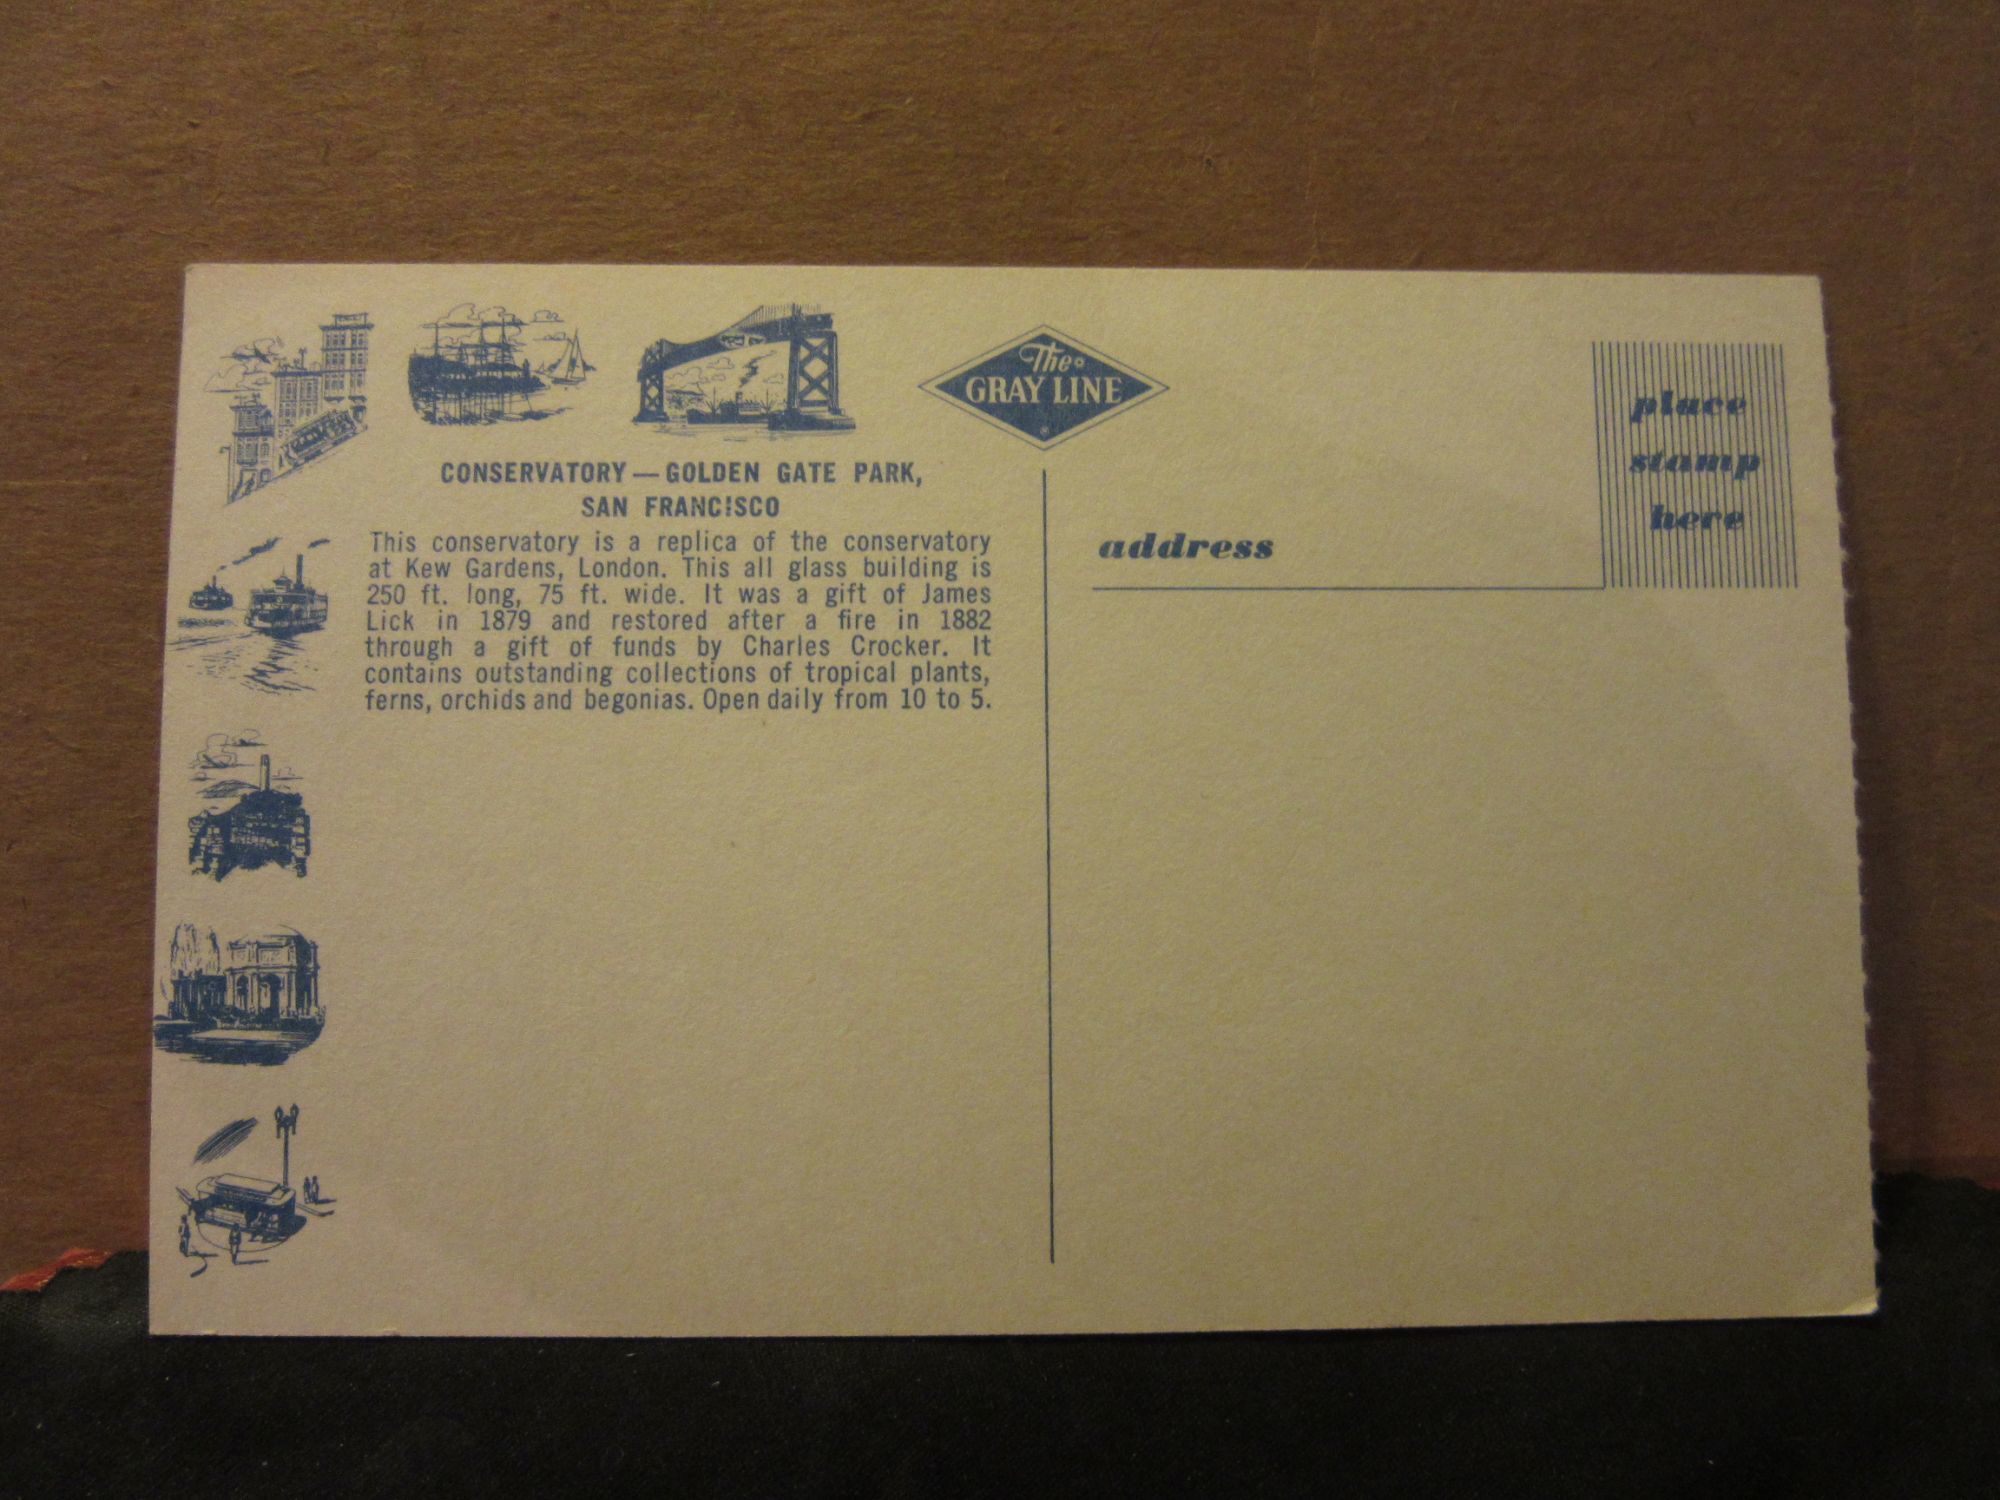 The
GRAY LINE
CONSERVATORY — GOLDEN GATE PARK,
SAN FRANCISCO
This conservatory is a replica of the conservatory
at Kew Gardens, London. This all glass building is
250 ft. long, 75 ft. wide. It was a gift of James
Lick in 1879 and restored after a fire in 1882
through a gift of funds by Charles Crocker. It
contains outstanding collections of tropical plants,
ferns, orchids and begonias. Open daily from 10 to 5.
place
stamp
here
address